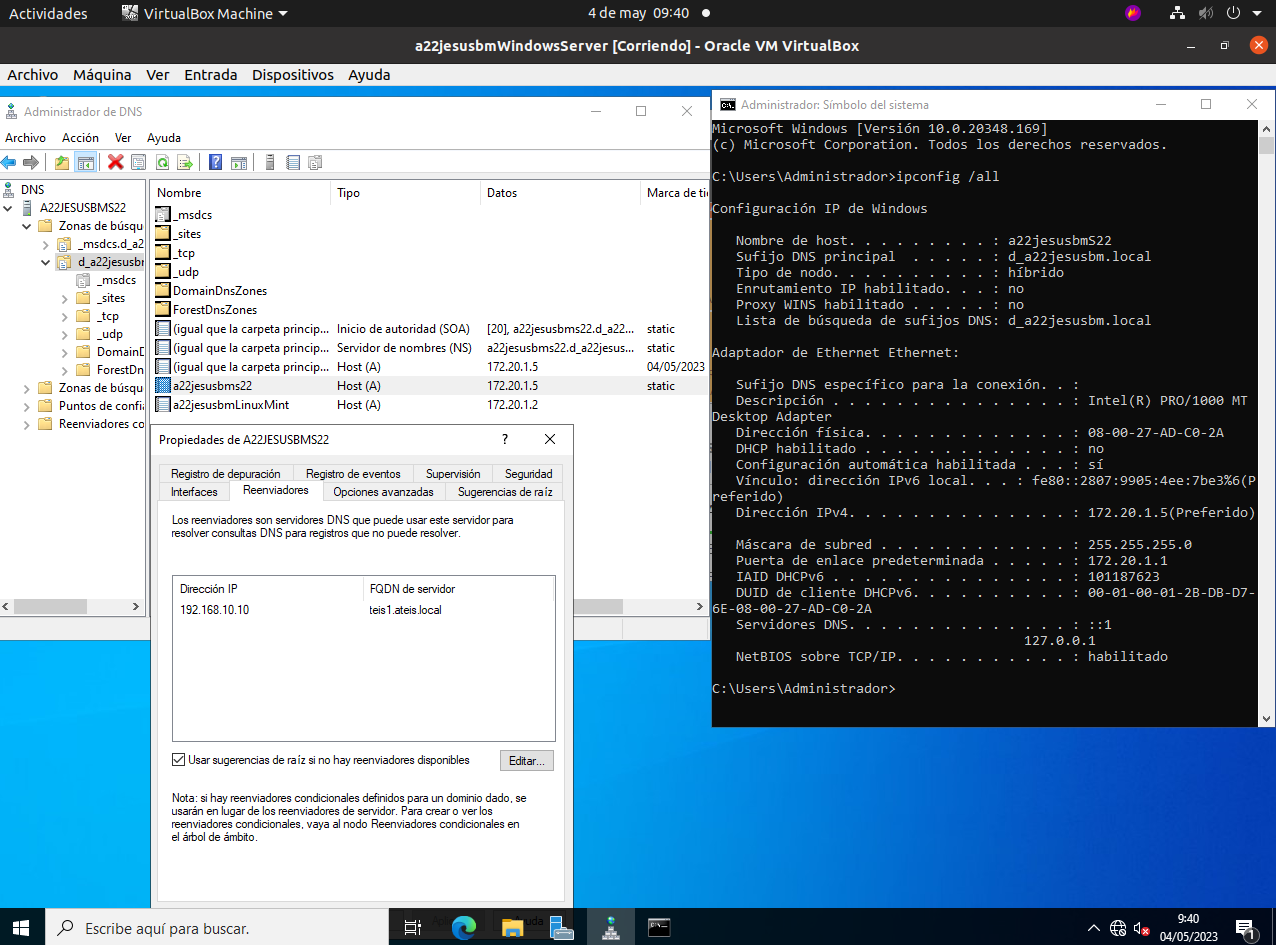 Actividades
VirtualBox Machine
4 de may 09:40
a22jesusbmWindowsServer [Corriendo] - Oracle VM VirtualBox
Archivo Máquina Ver Entrada Dispositivos Ayuda
Administrador de DNS
Archivo Acción Ver Ayuda
DNS
A22JESUSBMS22
Zonas de búsqu
_msdcs.d_a2
d_a22jesusbr
_msdcs
_sites
_tcp
_udp
DomainD
ForestDn
Zonas de búsqu
Puntos de confi
Reenviadores co
Nombre Tipo Datos Marca de ti
_msdcs
_sites
_tcp
_udp
DomainDnsZones
ForestDnsZones
(igual que la carpeta princip... Inicio de autoridad (SOA) [20], a22jesusbms22.d_a22... static
(igual que la carpeta princip... Servidor de nombres (NS) a22jesusbms22.d_a22jesus... static
(igual que la carpeta princip... Host (A) 172.20.1.5 04/05/2023
a22jesusbms22 Host (A) 172.20.1.5 static
a22jesusbmLinuxMint Host (A) 172.20.1.2
Propiedades de A22JESUSBMS22 ?
Registro de depuración Registro de eventos Supervisión Seguridad
Interfaces Reenviadores Opciones avanzadas Sugerencias de raíz
Los reenviadores son servidores DNS que puede usar este servidor para
resolver consultas DNS para registros que no puede resolver.
Dirección IP FQDN de servidor
192.168.10.10 teis1.ateis.local
Usar sugerencias de raíz si no hay reenviadores disponibles
Editar...
Nota: si hay reenviadores condicionales definidos para un dominio dado, se
usarán en lugar de los reenviadores de servidor. Para crear o ver los
reenviadores condicionales, vaya al nodo Reenviadores condicionales en
el árbol de ámbito.
Administrador: Símbolo del sistema
Microsoft Windows [Versión 10.0.20348.169]
(c) Microsoft Corporation. Todos los derechos reservados.
C:\Users\Administrador>ipconfig /all
Configuración IP de Windows
Nombre de host. . . . . . . . . : a22jesusbmS22
Sufijo DNS principal  . . . . . : d_a22jesusbm.local
Tipo de nodo. . . . . . . . . . : híbrido
Enrutamiento IP habilitado. . . : no
Proxy WINS habilitado . . . . . : no
Lista de búsqueda de sufijos DNS: d_a22jesusbm.local
Adaptador de Ethernet Ethernet:
Sufijo DNS específico para la conexión. . :
Descripción . . . . . . . . . . . . . . . : Intel(R) PRO/1000 MT
Desktop Adapter
Dirección física. . . . . . . . . . . . . : 08-00-27-AD-C0-2A
DHCP habilitado . . . . . . . . . . . . . : no
Configuración automática habilitada . . . : sí
Vínculo: dirección IPv6 local. . . : fe80::2807:9905:4ee:7be3%6(P
referido)
Dirección IPv4. . . . . . . . . . . . . . : 172.20.1.5(Preferido)
Máscara de subred . . . . . . . . . . . . : 255.255.255.0
Puerta de enlace predeterminada . . . . . : 172.20.1.1
IAID DHCPv6 . . . . . . . . . . . . . . . : 101187623
DUID de cliente DHCPv6. . . . . . . . . . : 00-01-00-01-2B-DB-D7-
6E-08-00-27-AD-C0-2A
Servidores DNS. . . . . . . . . . . . . . : ::1
127.0.0.1
NetBIOS sobre TCP/IP. . . . . . . . . . . : habilitado
C:\Users\Administrador>
Escribe aquí para buscar.
9:40
04/05/2023
1